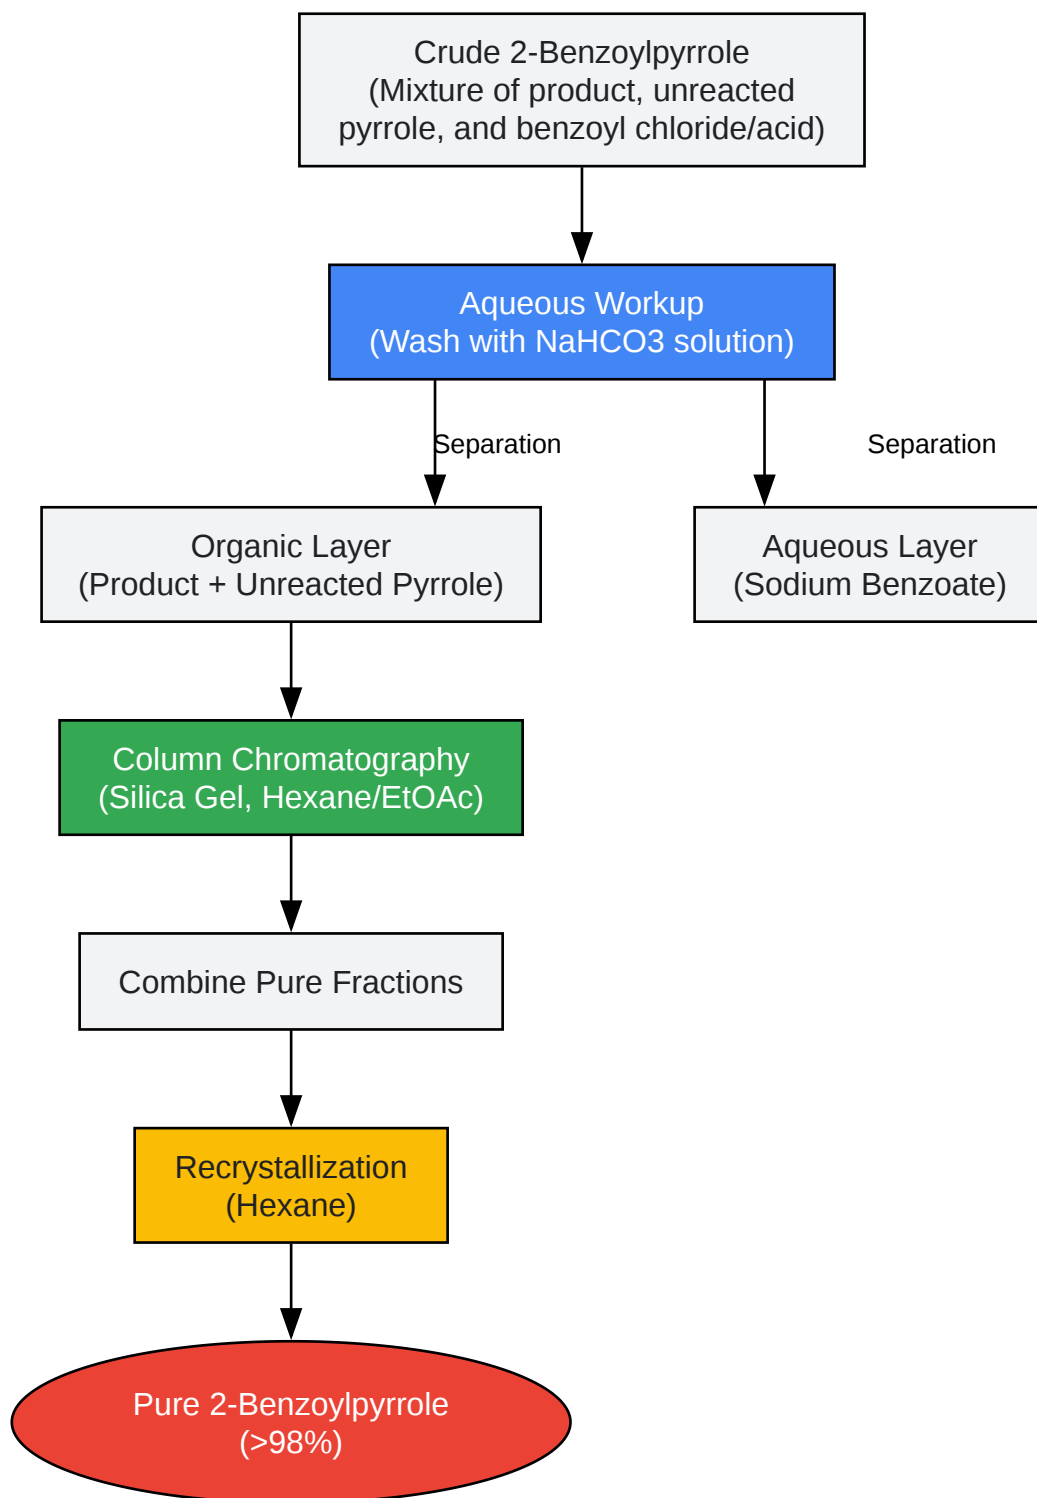 Crude 2-Benzoylpyrrole
(Mixture of product, unreacted
pyrrole, and benzoyl chloride/acid)
Aqueous Workup
(Wash with NaHCO3 solution)
Separation
Separation
Organic Layer
(Product + Unreacted Pyrrole)
Aqueous Layer
(Sodium Benzoate)
Column Chromatography
(Silica Gel, Hexane/EtOAc)
Combine Pure Fractions
Recrystallization
(Hexane)
Pure 2-Benzoylpyrrole
(>98%)